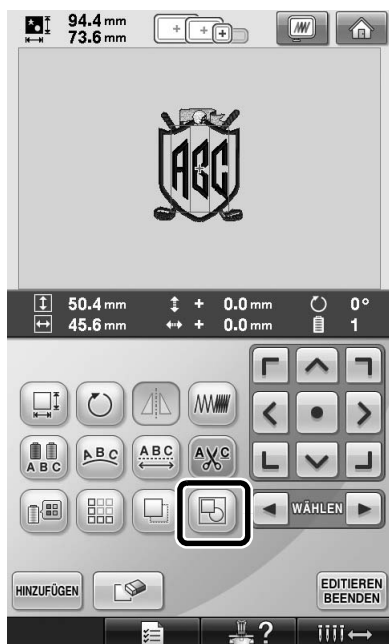 94.4 mm
73.6 mm
ABC
50.4 mm + 0.0 mm 0°
45.6 mm + 0.0 mm 1
ABC ABC ABC A C
WÄHLEN
HINZUFÜGEN
EDITIEREN
BEENDEN
?